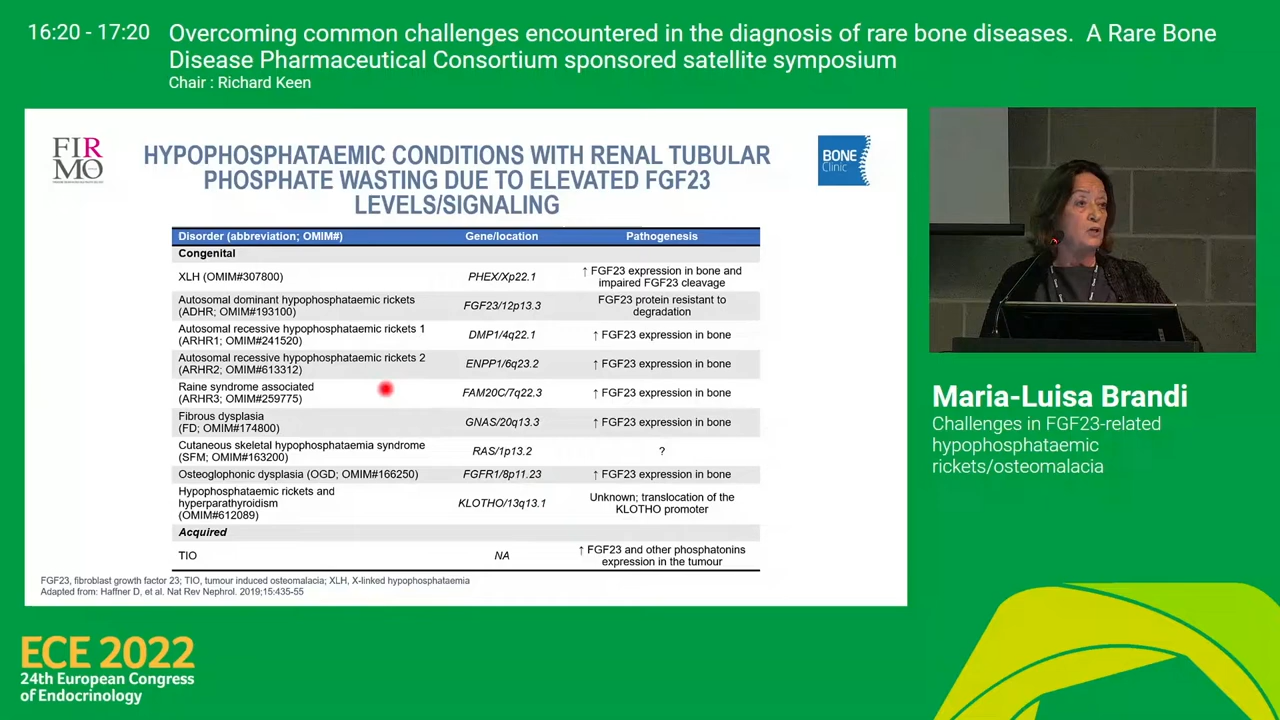 16:20 - 17:20
Overcoming common challenges encountered in the diagnosis of rare bone diseases. A Rare Bone
Disease Pharmaceutical Consortium sponsored satellite symposium
Chair : Richard Keen
FIR
MO
HYPOPHOSPHATAEMIC CONDITIONS WITH RENAL TUBULAR
PHOSPHATE WASTING DUE TO ELEVATED FGF23
LEVELS/SIGNALING
BONE
Clinic
Disorder (abbreviation; OMIM#) Gene/location Pathogenesis
Congenital
XLH (OMIM#307800) PHEX/Xp22.1 ↑ FGF23 expression in bone and
impaired FGF23 cleavage
Autosomal dominant hypophosphataemic rickets
(ADHR; OMIM#193100) FGF23/12p13.3 FGF23 protein resistant to
degradation
Autosomal recessive hypophosphataemic rickets 1
(ARHR1; OMIM#241520) DMP1/4q22.1 ↑ FGF23 expression in bone
Autosomal recessive hypophosphataemic rickets 2
(ARHR2; OMIM#613312) ENPP1/6q23.2 ↑ FGF23 expression in bone
Raine syndrome associated
(ARHR3; OMIM#259775) FAM20C/7q22.3 ↑ FGF23 expression in bone
Fibrous dysplasia
(FD; OMIM#174800) GNAS/20q13.3 ↑ FGF23 expression in bone
Cutaneous skeletal hypophosphataemia syndrome
(SFM; OMIM#163200) RAS/1p13.2 ?
Osteoglophonic dysplasia (OGD; OMIM#166250) FGFR1/8p11.23 ↑ FGF23 expression in bone
Hypophosphataemic rickets and
hyperparathyroidism
(OMIM#612089) KLOTHO/13q13.1 Unknown; translocation of the
KLOTHO promoter
Acquired
TIO NA ↑ FGF23 and other phosphatonins
expression in the tumour
FGF23, fibroblast growth factor 23; TIO, tumour induced osteomalacia; XLH, X-linked hypophosphataemia
Adapted from: Haffner D, et al. Nat Rev Nephrol. 2019;15:435-55
Maria-Luisa Brandi
Challenges in FGF23-related
hypophosphataemic
rickets/osteomalacia
ECE 2022
24th European Congress
of Endocrinology